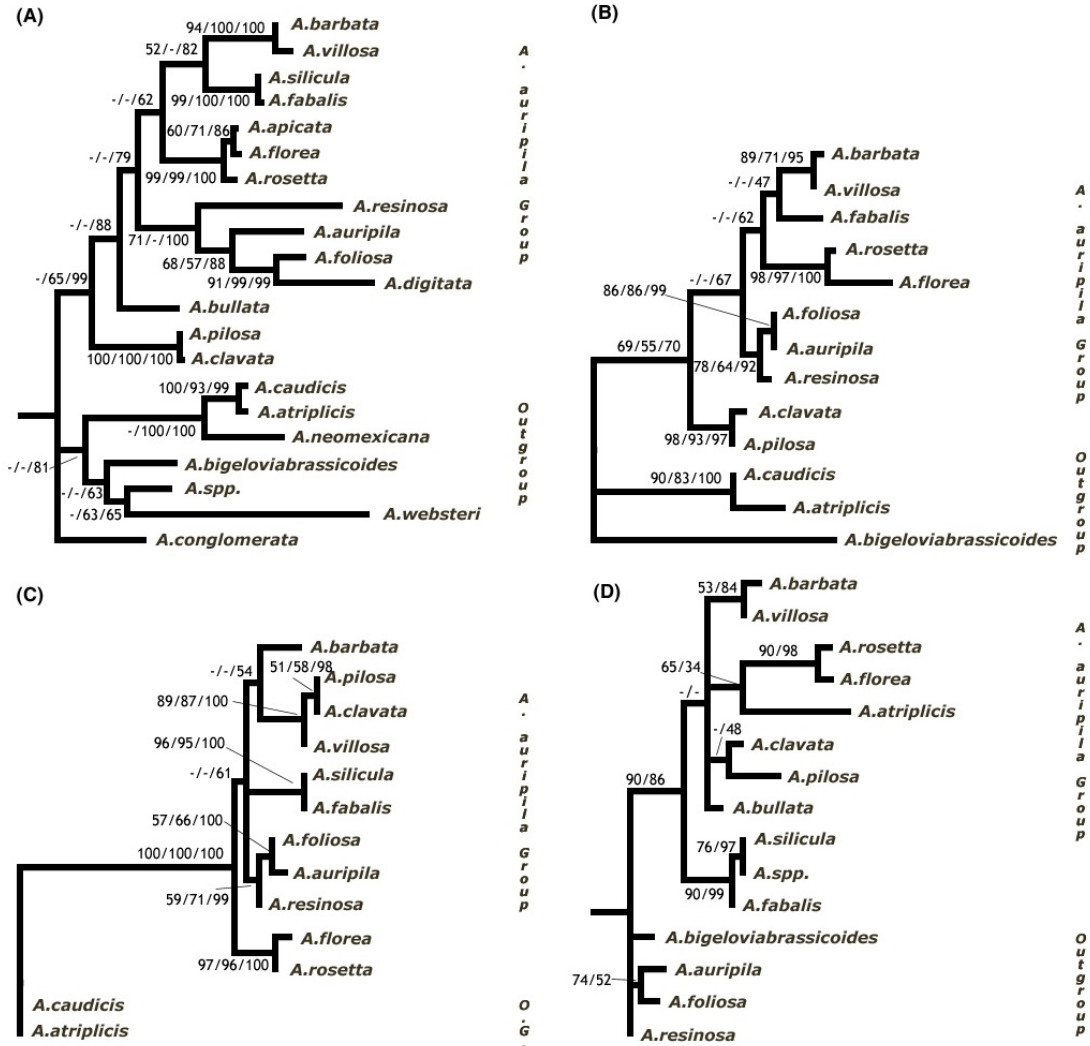 (A)
94/100/100
A.barbata
52/-/82
A.villosa
A.silicula
-/-/62
99/100/100
A.fabalis
60/71/86
A.apicata
A.florea
-/-/79
99/99/100
A.rosetta
A.resinosa
-/-/88
71/-/100
A.auripila
68/57/88
A.foliosa
-/65/99
91/99/99
A.digitata
A.bullata
A.pilosa
100/100/100
A.clavata
100/93/99
A.caudicis
A.atriplicis
-/100/100
A.neomexicana
-/-/81
A.bigeloviabrassicoides
-/-/63
A.spp.
-/63/65
A.websteri
A.conglomerata
A. auripila Group
Outgroup
(B)
89/71/95
A.barbata
-/-/47
A.villosa
-/-/62
A.fabalis
A.rosetta
98/97/100
A.florea
-/-/67
86/86/99
A.foliosa
A.auripila
69/55/70
78/64/92
A.resinosa
A.clavata
98/93/97
A.pilosa
90/83/100
A.caudicis
A.atriplicis
A.bigeloviabrassicoides
A. auripila Group
Outgroup
(C)
A.barbata
-/-/54
51/58/98
A.pilosa
89/87/100
A.clavata
A.villosa
96/95/100
A.silicula
-/-/61
A.fabalis
57/66/100
A.foliosa
100/100/100
A.auripila
59/71/99
A.resinosa
A.florea
97/96/100
A.rosetta
A.caudicis
A.atriplicis
A. auripila Group
O.G.
(D)
53/84
A.barbata
A.villosa
90/98
A.rosetta
65/34
A.florea
-/-
A.atriplicis
-/48
A.clavata
90/86
A.pilosa
A.bullata
76/97
A.silicula
A.spp.
90/99
A.fabalis
A.bigeloviabrassicoides
74/52
A.auripila
A.foliosa
A.resinosa
A. auripila Group
Outgroup